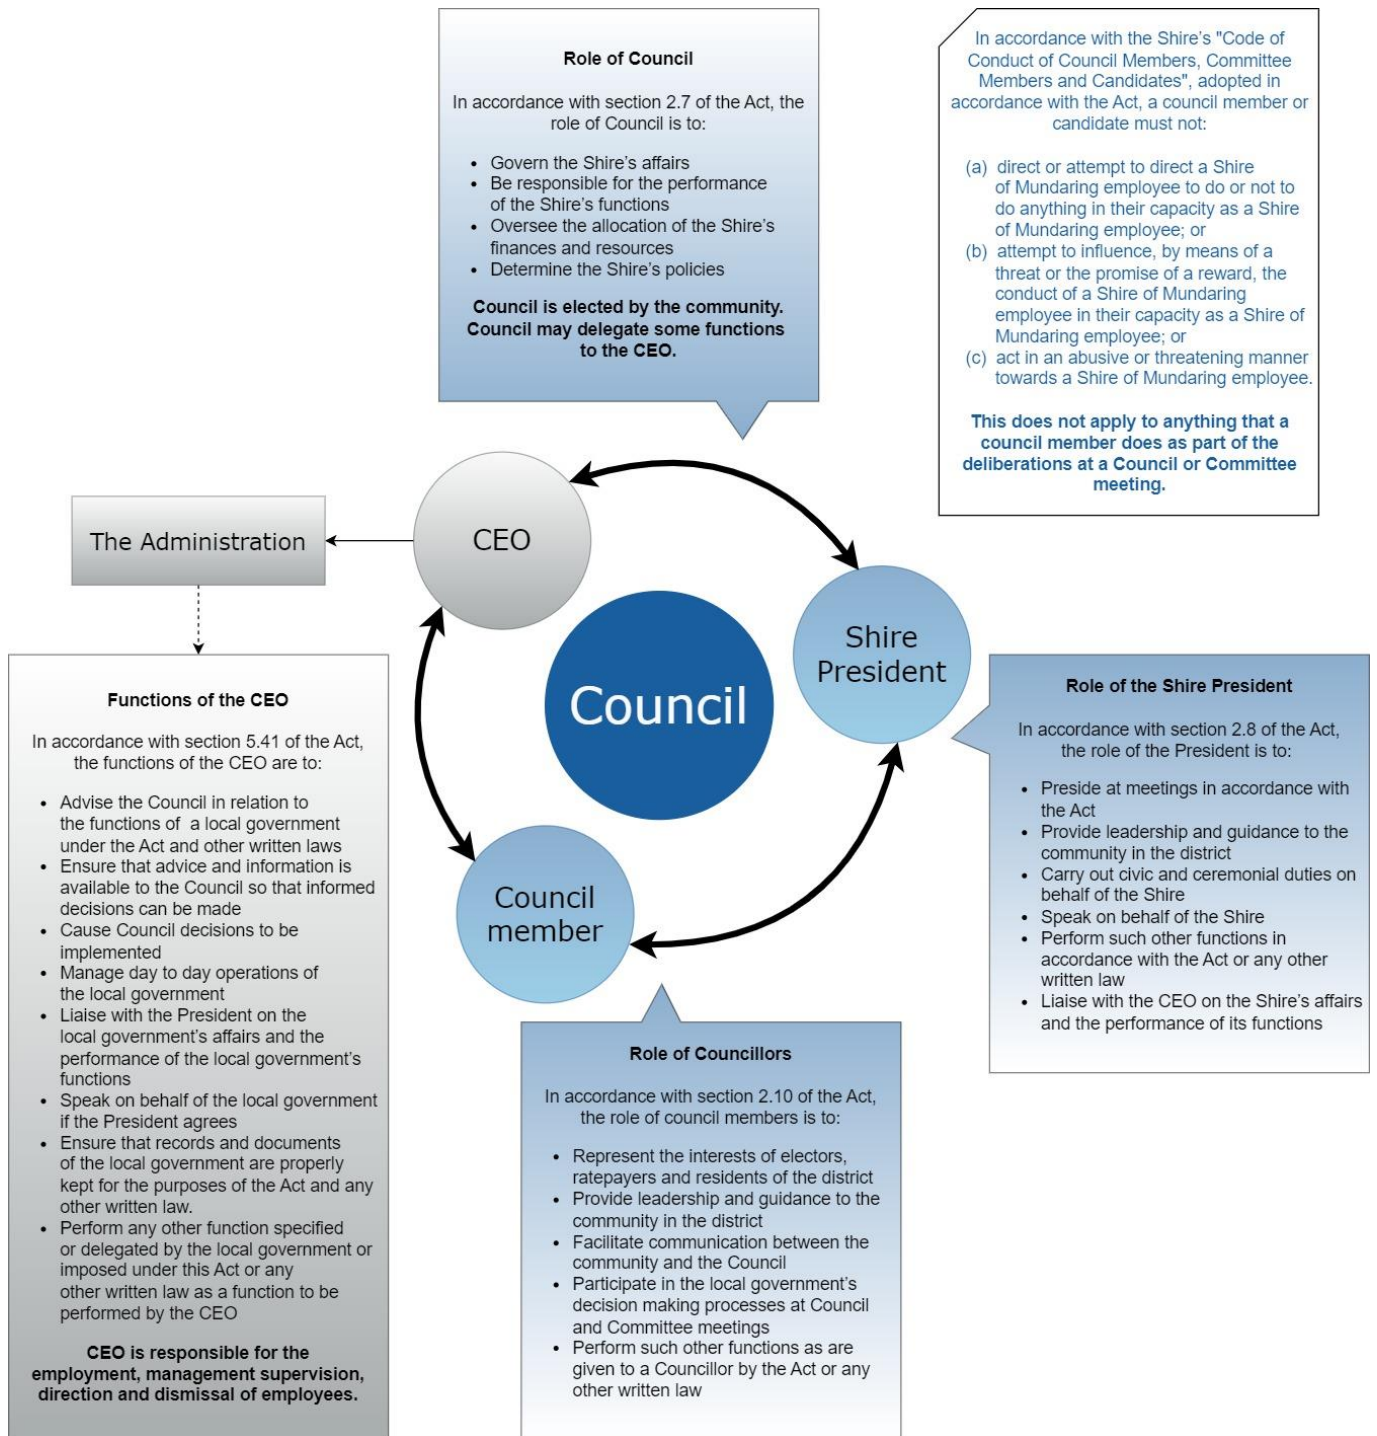 Role of Council
In accordance with section 2.7 of the Act, the
role of Council is to:
• Govern the Shire's affairs
• Be responsible for the performance
of the Shire's functions
• Oversee the allocation of the Shire's
finances and resources
• Determine the Shire's policies
Council is elected by the community.
Council may delegate some functions
to the CEO.
In accordance with the Shire's "Code of
Conduct of Council Members, Committee
Members and Candidates", adopted in
accordance with the Act, a council member or
candidate must not:
(a) direct or attempt to direct a Shire
of Mundaring employee to do or not to
do anything in their capacity as a Shire
of Mundaring employee; or
(b) attempt to influence, by means of a
threat or the promise of a reward, the
conduct of a Shire of Mundaring
employee in their capacity as a Shire of
Mundaring employee; or
(c) act in an abusive or threatening manner
towards a Shire of Mundaring employee.
This does not apply to anything that a
council member does as part of the
deliberations at a Council or Committee
meeting.
The Administration
CEO
Shire
President
Council
Council
member
Functions of the CEO
In accordance with section 5.41 of the Act,
the functions of the CEO are to:
• Advise the Council in relation to
the functions of a local government
under the Act and other written laws
• Ensure that advice and information is
available to the Council so that informed
decisions can be made
• Cause Council decisions to be
implemented
• Manage day to day operations of
the local government
• Liaise with the President on the
local government's affairs and the
performance of the local government's
functions
• Speak on behalf of the local government
if the President agrees
• Ensure that records and documents
of the local government are properly
kept for the purposes of the Act and any
other written law.
• Perform any other function specified
or delegated by the local government or
imposed under this Act or any
other written law as a function to be
performed by the CEO
CEO is responsible for the
employment, management supervision,
direction and dismissal of employees.
Role of the Shire President
In accordance with section 2.8 of the Act,
the role of the President is to:
• Preside at meetings in accordance with
the Act
• Provide leadership and guidance to the
community in the district
• Carry out civic and ceremonial duties on
behalf of the Shire
• Speak on behalf of the Shire
• Perform such other functions in
accordance with the Act or any other
written law
• Liaise with the CEO on the Shire's affairs
and the performance of its functions
Role of Councillors
In accordance with section 2.10 of the Act,
the role of council members is to:
• Represent the interests of electors,
ratepayers and residents of the district
• Provide leadership and guidance to the
community in the district
• Facilitate communication between the
community and the Council
• Participate in the local government's
decision making processes at Council
and Committee meetings
• Perform such other functions as are
given to a Councillor by the Act or any
other written law